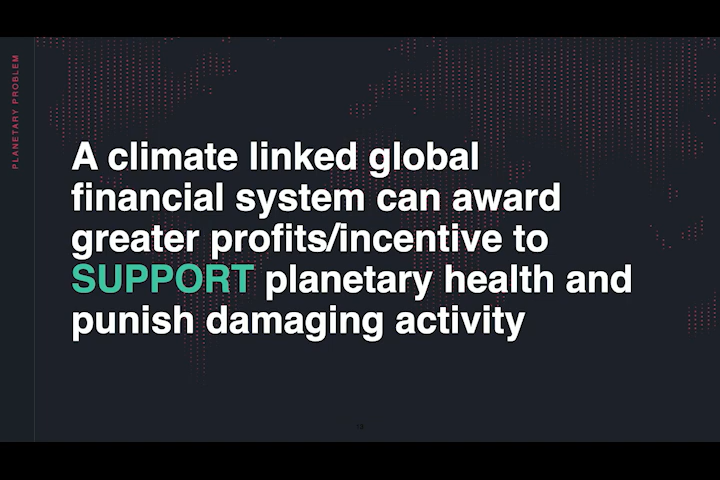 PLANETARY PROBLEM
A climate linked global
financial system can award
greater profits/incentive to
SUPPORT planetary health and
punish damaging activity